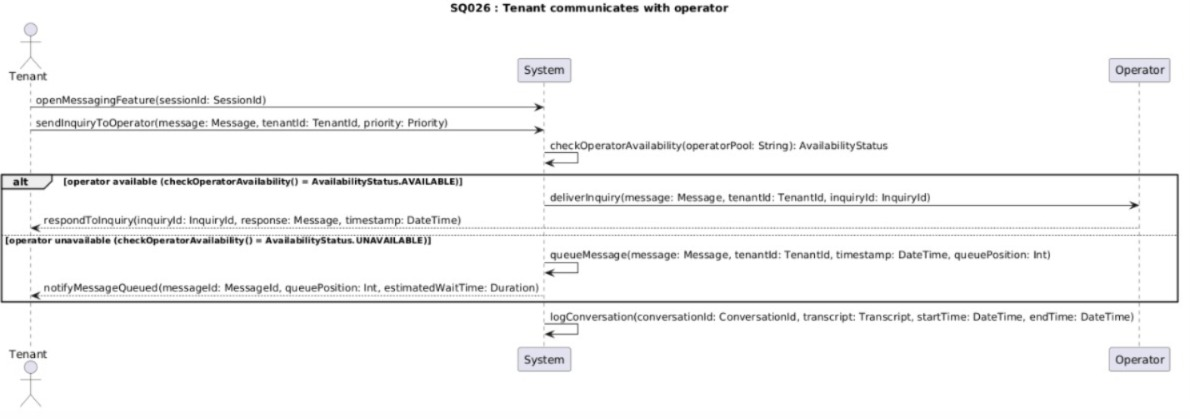 SQ026 : Tenant communicates with operator
Tenant
System
Operator
openMessagingFeature(sessionId: SessionId)
sendInquiryToOperator(message: Message, tenantId: TenantId, priority: Priority)
checkOperatorAvailability(operatorPool: String): AvailabilityStatus
alt
[operator available (checkOperatorAvailability() = AvailabilityStatus.AVAILABLE)]
deliverInquiry(message: Message, tenantId: TenantId, inquiryId: InquiryId)
respondToInquiry(inquiryId: InquiryId, response: Message, timestamp: DateTime)
[operator unavailable (checkOperatorAvailability() = AvailabilityStatus.UNAVAILABLE)]
queueMessage(message: Message, tenantId: TenantId, timestamp: DateTime, queuePosition: Int)
notifyMessageQueued(messageId: MessageId, queuePosition: Int, estimatedWaitTime: Duration)
logConversation(conversationId: ConversationId, transcript: Transcript, startTime: DateTime, endTime: DateTime)
Tenant
System
Operator